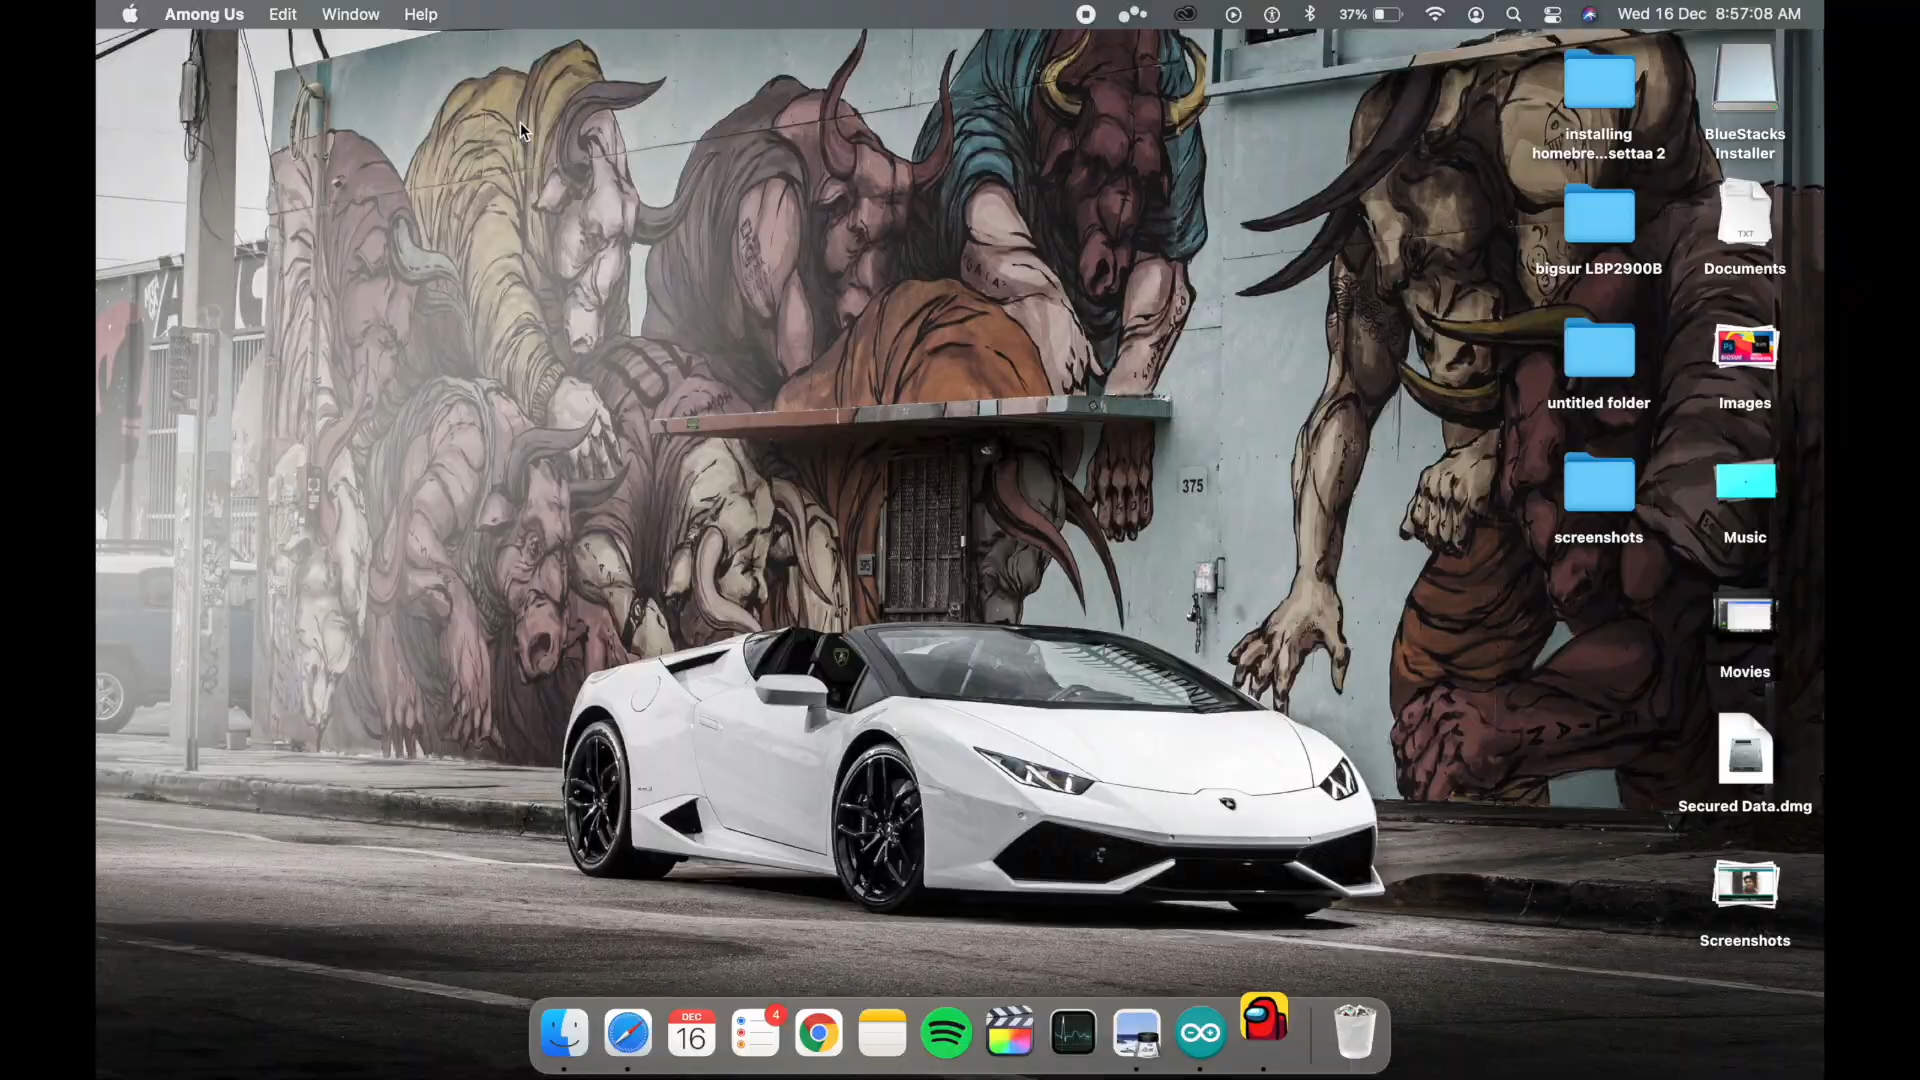 Among Us Edit Window Help 37% Wed 16 Dec 8:57:08 AM
installing
homebre...settaa 2
BlueStacks
Installer
TXT
bigsur LBP2900B
Documents
Ps
untitled folder
Images
375
screenshots
Music
Movies
Secured Data.dmg
Screenshots
DEC
16
4